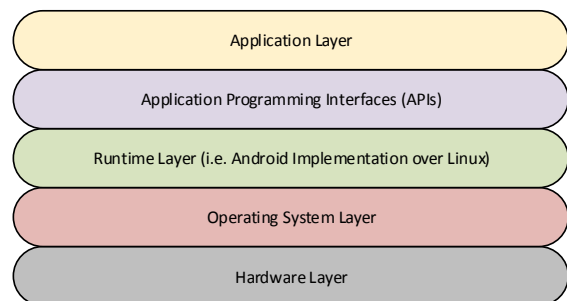 Application Layer
Application Programming Interfaces (APIs)
Runtime Layer (i.e. Android Implementation over Linux)
Operating System Layer
Hardware Layer